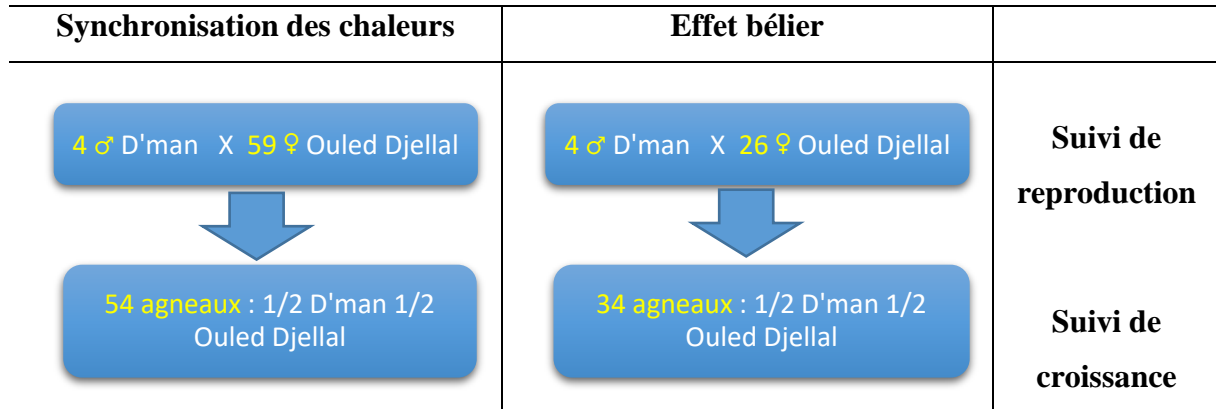 Synchronisation des chaleurs
Effet bélier
4 ♂ D'man X 59 ♀ Ouled Djellal
4 ♂ D'man X 26 ♀ Ouled Djellal
Suivi de
reproduction
54 agneaux : 1/2 D'man 1/2
Ouled Djellal
34 agneaux : 1/2 D'man 1/2
Ouled Djellal
Suivi de
croissance